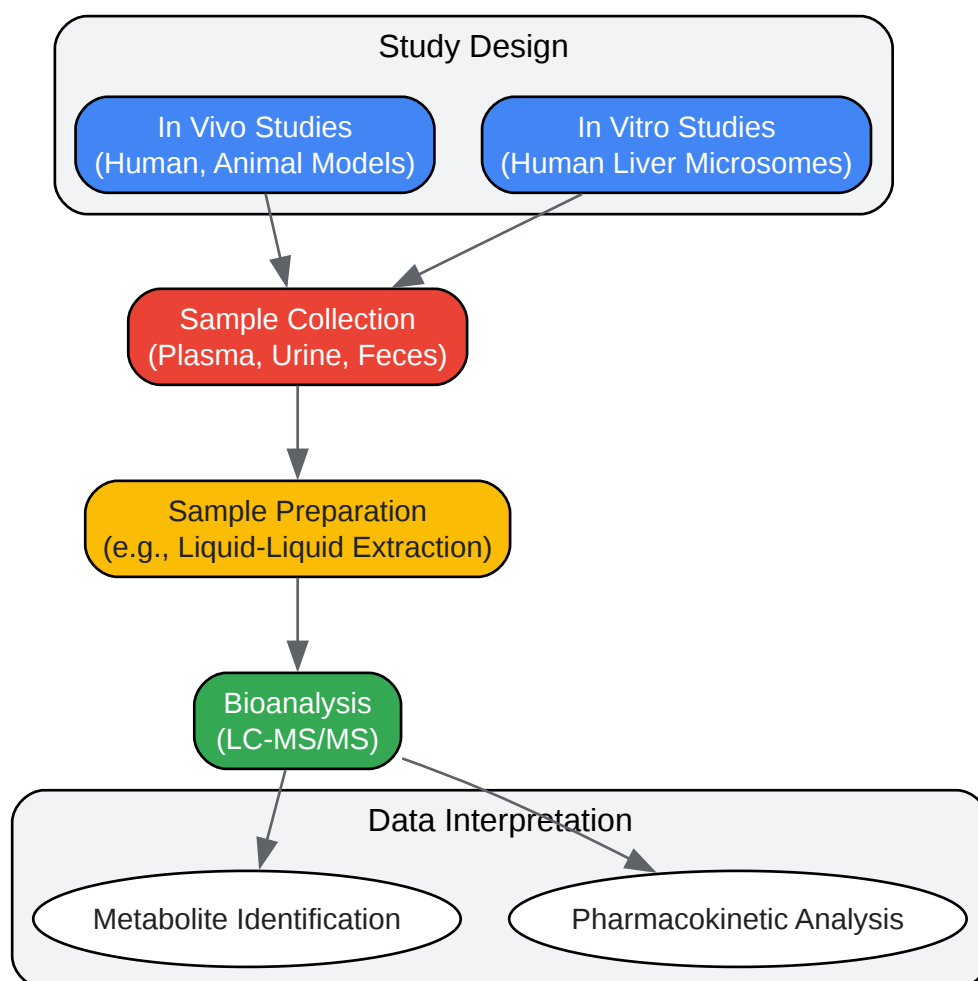 Study Design
In Vivo Studies
(Human, Animal Models)
In Vitro Studies
(Human Liver Microsomes)
Sample Collection
(Plasma, Urine, Feces)
Sample Preparation
(e.g., Liquid-Liquid Extraction)
Bioanalysis
(LC-MS/MS)
Data Interpretation
Metabolite Identification
Pharmacokinetic Analysis